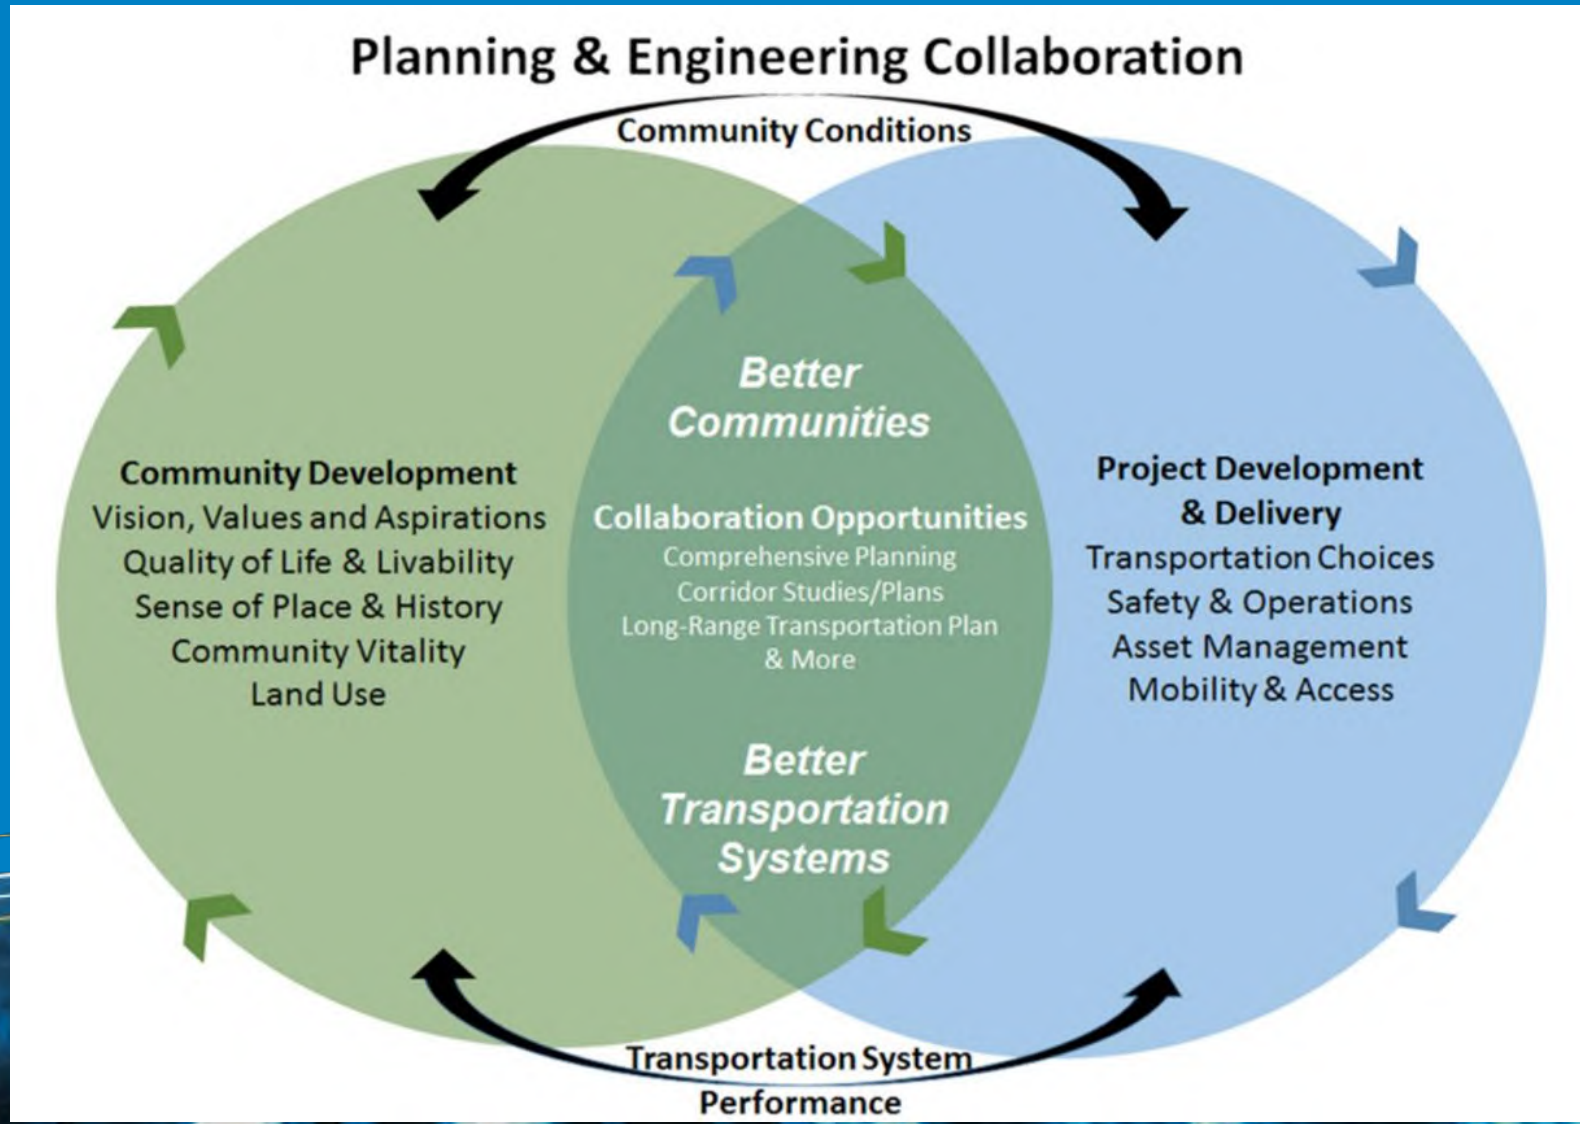 Planning & Engineering Collaboration
Community Conditions
Better
Communities
Community Development
Vision, Values and Aspirations
Quality of Life & Livability
Sense of Place & History
Community Vitality
Land Use
Collaboration Opportunities
Comprehensive Planning
Corridor Studies/Plans
Long-Range Transportation Plan
& More
Project Development
& Delivery
Transportation Choices
Safety & Operations
Asset Management
Mobility & Access
Better
Transportation
Systems
Transportation System
Performance